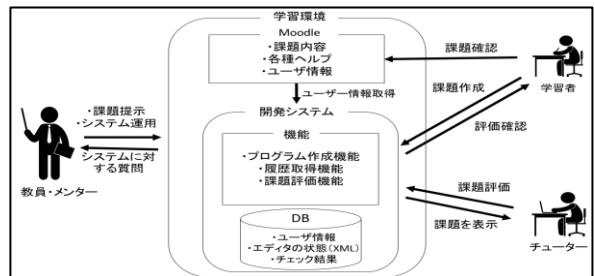 学習環境
Moodle
・課題内容
・各種ヘルプ
・ユーザ情報
ユーザー情報取得
開発システム
機能
・プログラム作成機能
・履歴取得機能
・課題評価機能
DB
・ユーザ情報
・エディタの状態(XML)
・チェック結果
・課題提示
・システム運用
システムに対
する質問
教員・メンター
課題確認
学習者
課題作成
評価確認
課題評価
課題を表示
チューター